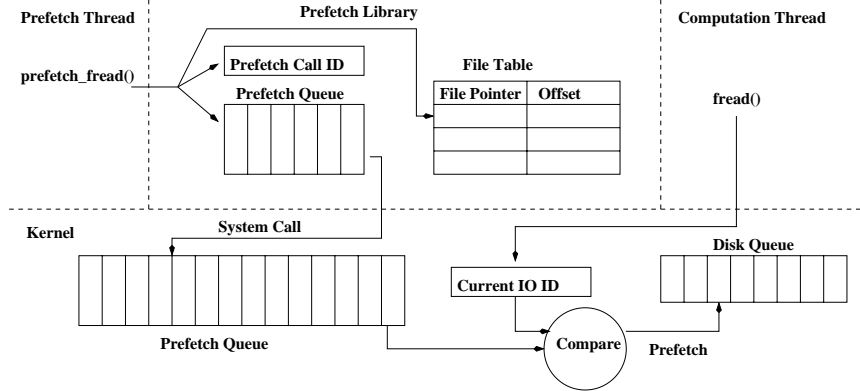 Prefetch Thread
Prefetch Library
Computation Thread
prefetch_fread()
Prefetch Call ID
Prefetch Queue
File Table
File Pointer
Offset
fread()
Kernel
System Call
Prefetch Queue
Current IO ID
Compare
Prefetch
Disk Queue